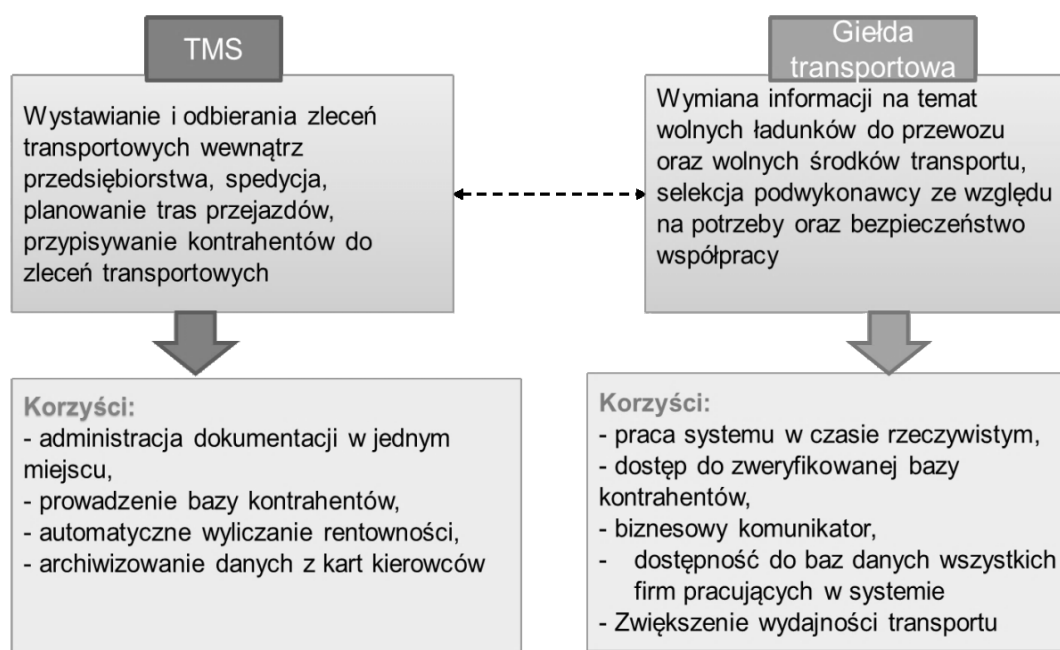 TMS
Wystawianie i odbierania zleceń
transportowych wewnątrz
przedsiębiorstwa, spedycja,
planowanie tras przejazdów,
przypisywanie kontrahentów do
zleceń transportowych
Korzyści:
- administracja dokumentacji w jednym
miejscu,
- prowadzenie bazy kontrahentów,
- automatyczne wyliczanie rentowności,
- archiwizowanie danych z kart kierowców
Giełda
transportowa
Wymiana informacji na temat
wolnych ładunków do przewozu
oraz wolnych środków transportu,
selekcja podwykonawcy ze względu
na potrzeby oraz bezpieczeństwo
współpracy
Korzyści:
- praca systemu w czasie rzeczywistym,
- dostęp do zweryfikowanej bazy
kontrahentów,
- biznesowy komunikator,
- dostępność do baz danych wszystkich
firm pracujących w systemie
- Zwiększenie wydajności transportu